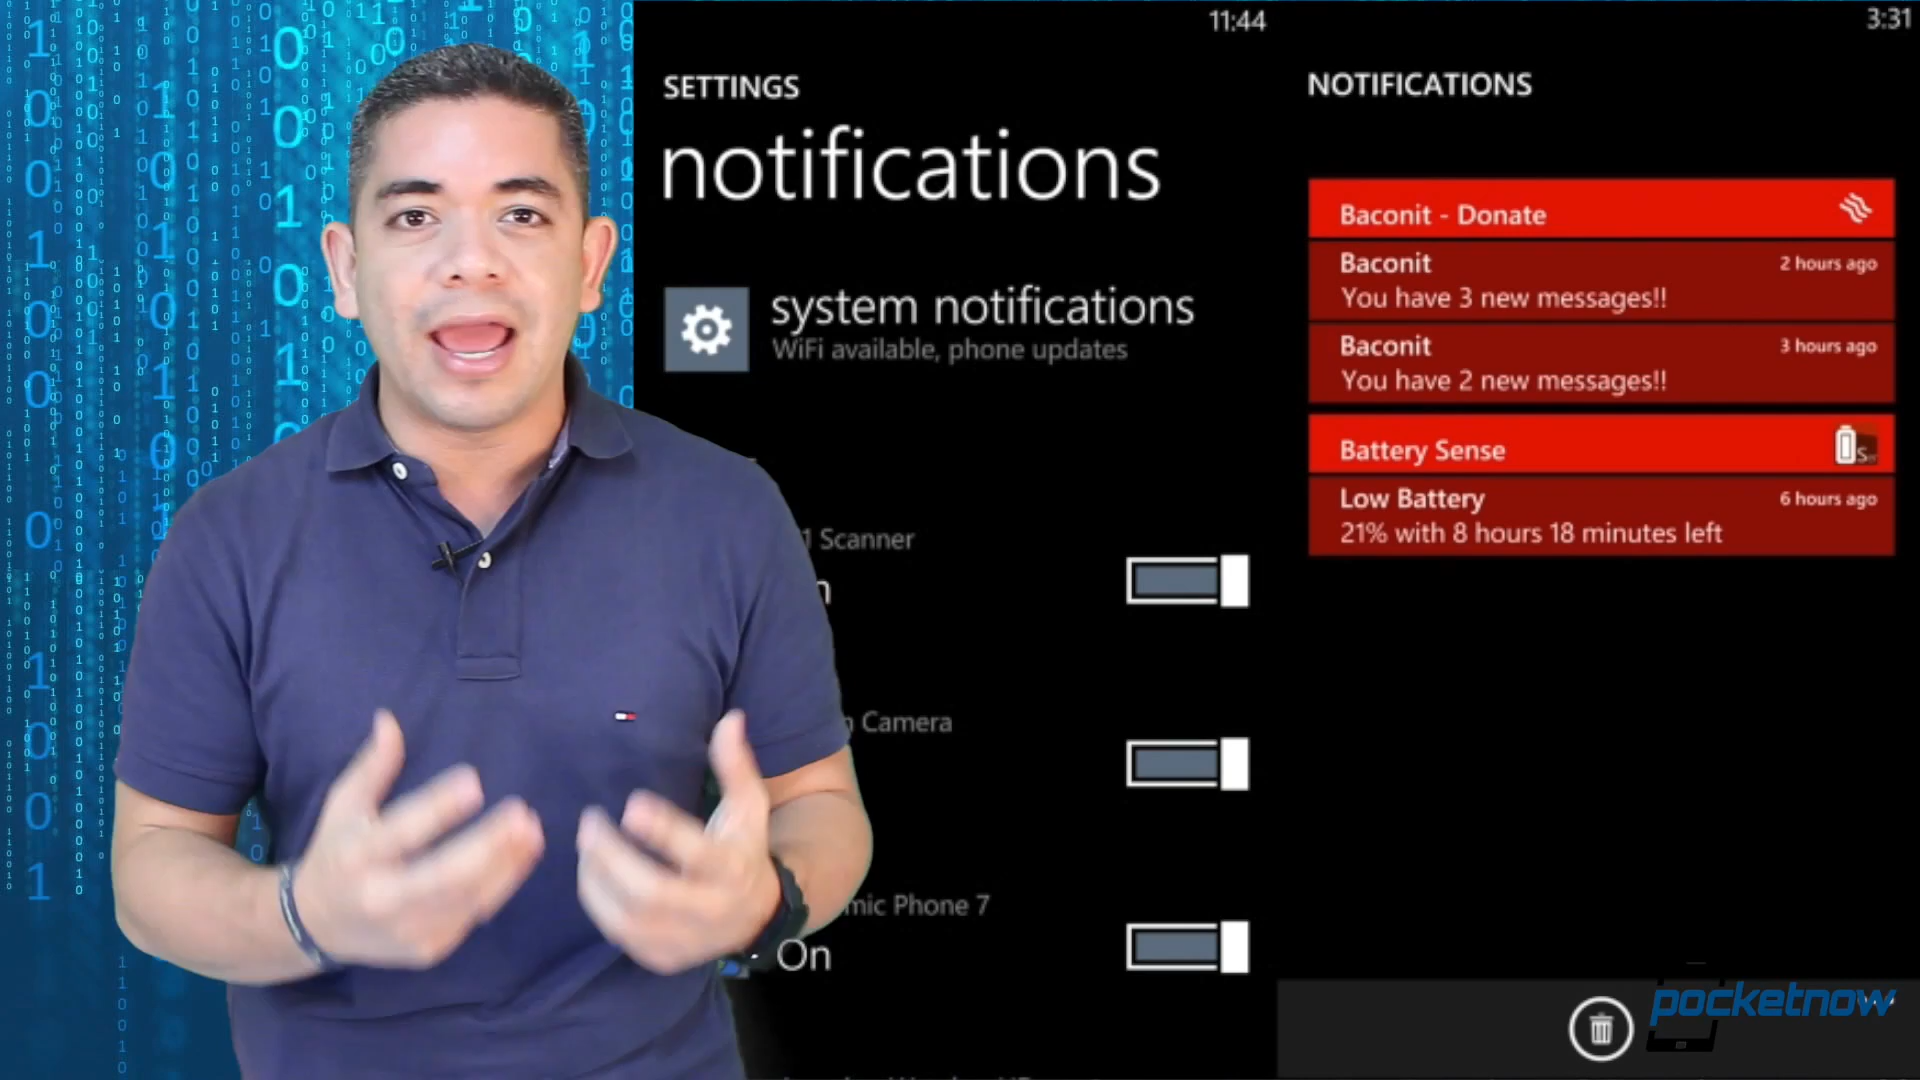 11:44
SETTINGS
notifications
system notifications
WiFi available, phone updates
Scanner
Camera
Phone 7
On
3:31
NOTIFICATIONS
Baconit - Donate
Baconit 2 hours ago
You have 3 new messages!!
Baconit 3 hours ago
You have 2 new messages!!
Battery Sense
Low Battery 6 hours ago
21% with 8 hours 18 minutes left
pocketnow